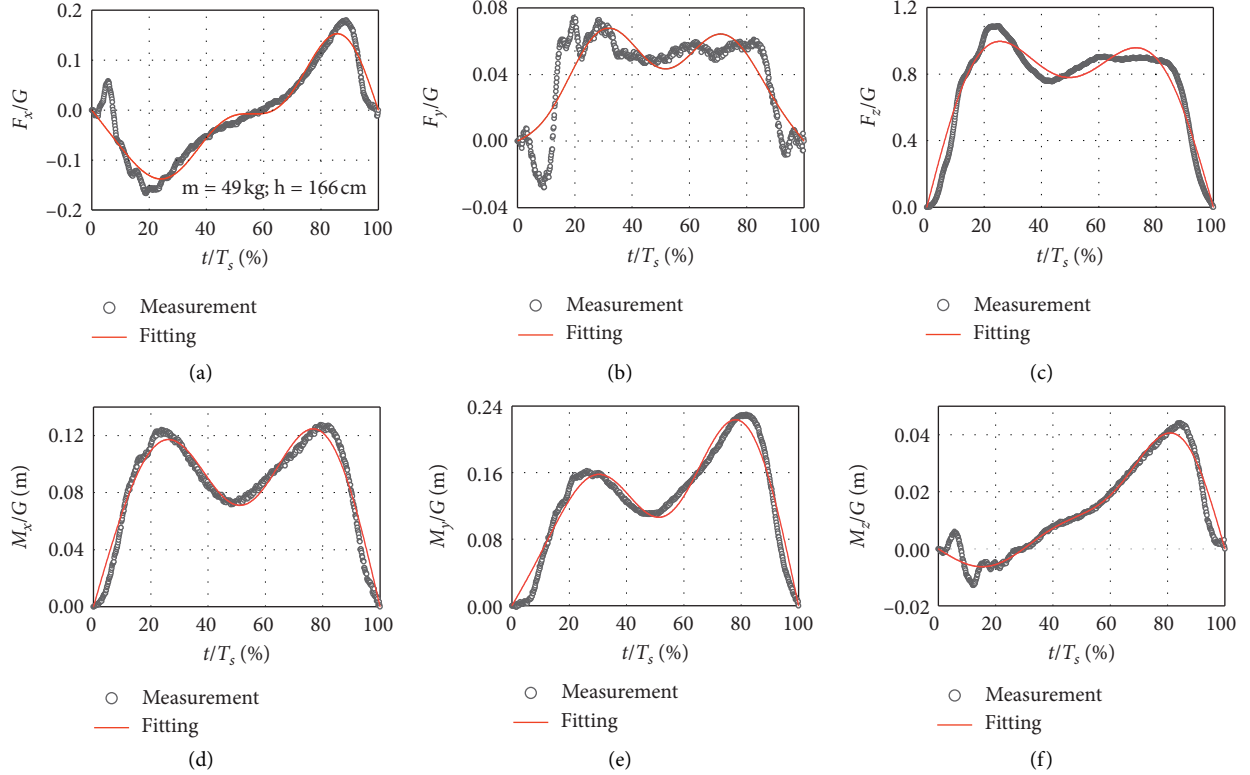 0.2
0.1
0.0
−0.1
−0.2
F_x/G
m = 49 kg; h = 166 cm
0 20 40 60 80 100
t/T_s (%)
Measurement
Fitting
(a)
0.08
0.04
0.00
−0.04
F_y/G
0 20 40 60 80 100
t/T_s (%)
Measurement
Fitting
(b)
1.2
0.8
0.4
0.0
F_z/G
0 20 40 60 80 100
t/T_s (%)
Measurement
Fitting
(c)
0.12
0.08
0.04
0.00
M_x/G (m)
0 20 40 60 80 100
t/T_s (%)
Measurement
Fitting
(d)
0.24
0.16
0.08
0.00
M_y/G (m)
0 20 40 60 80 100
t/T_s (%)
Measurement
Fitting
(e)
0.04
0.02
0.00
−0.02
M_z/G (m)
0 20 40 60 80 100
t/T_s (%)
Measurement
Fitting
(f)